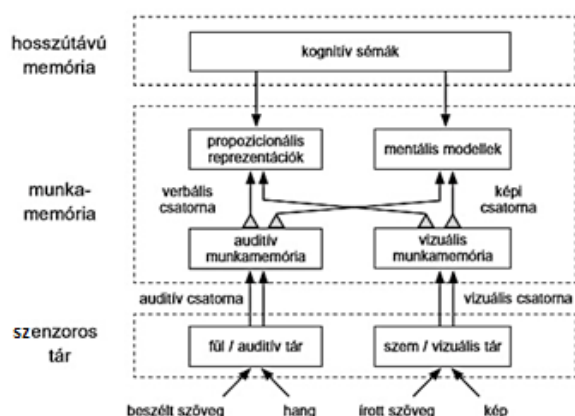 hosszútávú
memória
kognitív sémák
propozicionális
reprezentációk
mentális modellek
munka-
memória
verbális
csatorna
képi
csatorna
auditív
munkamemória
vizuális
munkamemória
auditív csatorna
vizuális csatorna
szenzoros
tár
fül / auditív tár
szem / vizuális tár
beszélt szöveg
hang
írott szöveg
kép